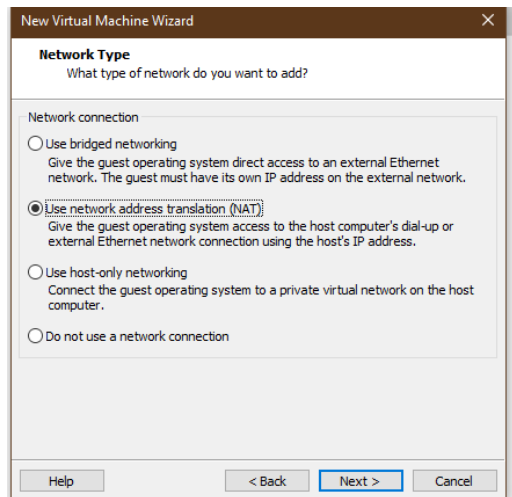 New Virtual Machine Wizard
Network Type
What type of network do you want to add?
Network connection
Use bridged networking
Give the guest operating system direct access to an external Ethernet
network. The guest must have its own IP address on the external network.
Use network address translation (NAT)
Give the guest operating system access to the host computer's dial-up or
external Ethernet network connection using the host's IP address.
Use host-only networking
Connect the guest operating system to a private virtual network on the host
computer.
Do not use a network connection
Help
< Back
Next >
Cancel